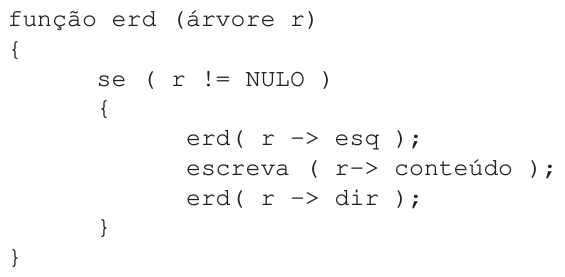 função erd (árvore r)
{
se ( r != NULO )
{
erd( r -> esq );
escreva ( r-> conteúdo );
erd( r -> dir );
}
}